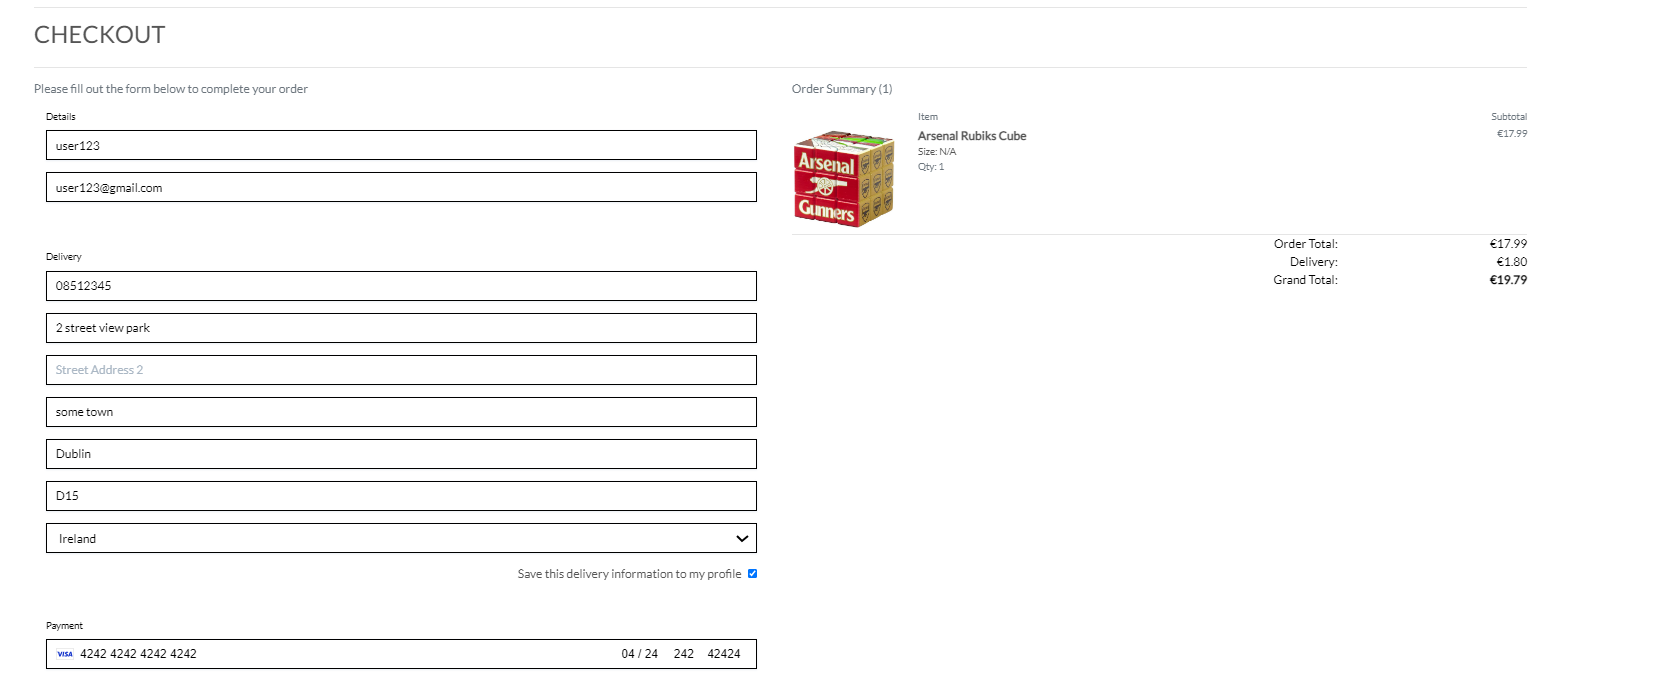 CHECKOUT
Please fill out the form below to complete your order
Details
user123
user123@gmail.com
Delivery
08512345
2 street view park
Street Address 2
some town
Dublin
D15
Ireland
Save this delivery information to my profile
Payment
VISA 4242 4242 4242 4242 04 / 24 242 42424
Order Summary (1)
Item Subtotal
Arsenal Rubiks Cube €17.99
Size: N/A
Qty: 1
Arsenal
Gunners
Order Total: €17.99
Delivery: €1.80
Grand Total: €19.79